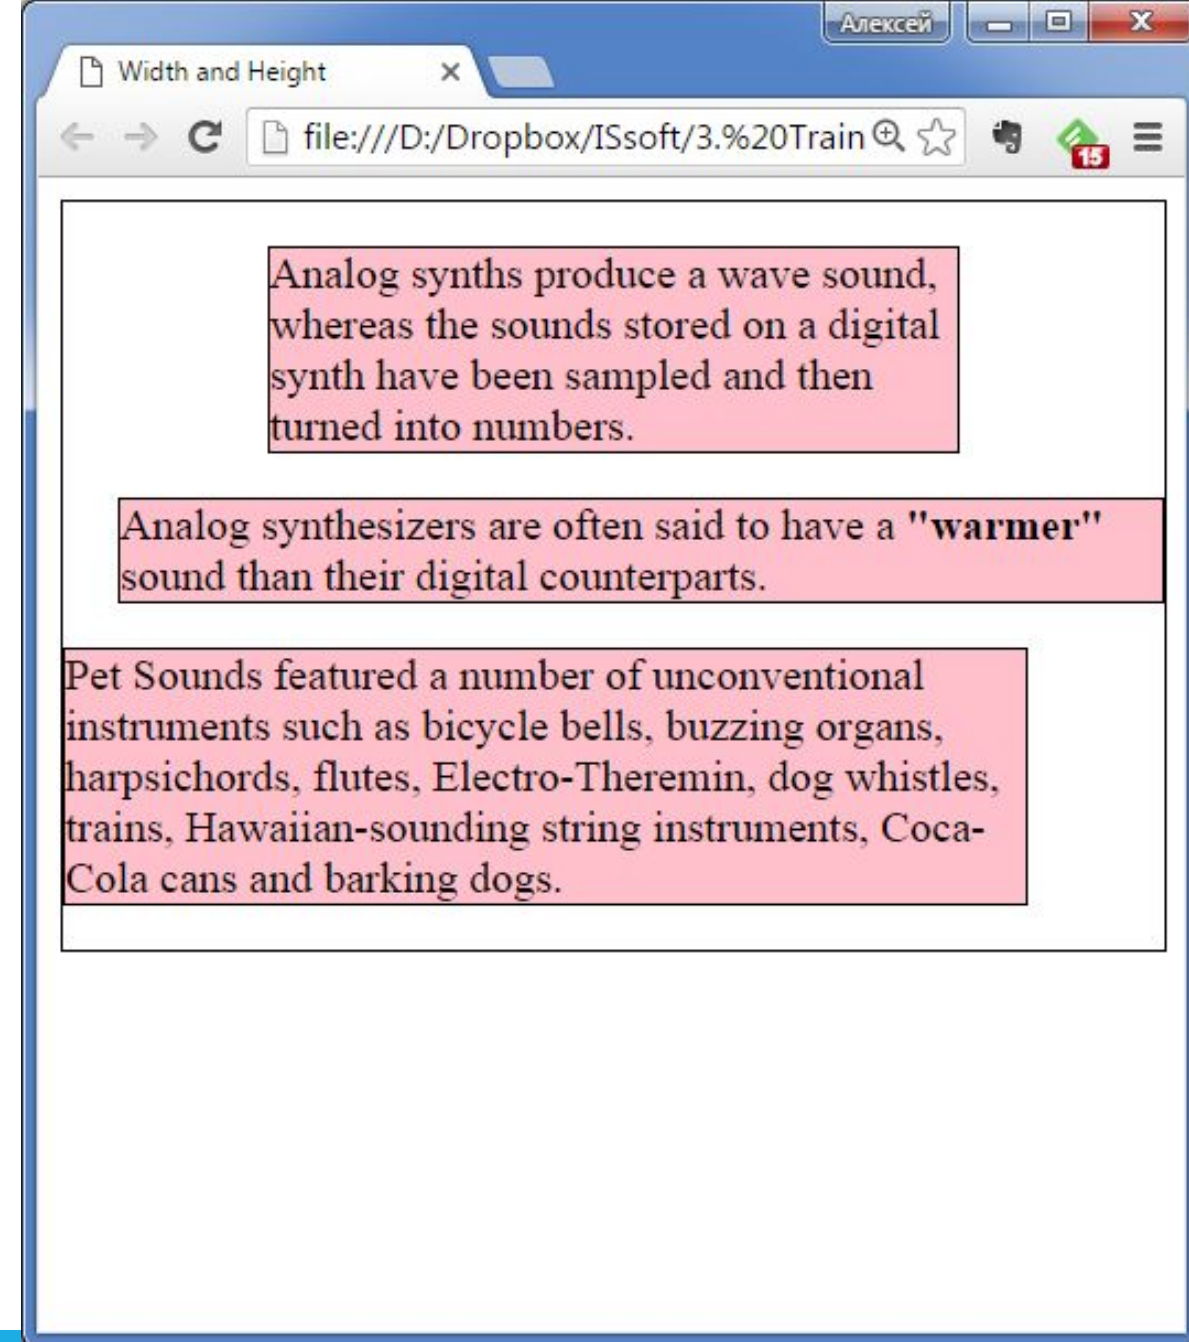 Алексей
Width and Height
file:///D:/Dropbox/ISsoft/3.%20Train
15
Analog synths produce a wave sound,
whereas the sounds stored on a digital
synth have been sampled and then
turned into numbers.
Analog synthesizers are often said to have a "warmer"
sound than their digital counterparts.
Pet Sounds featured a number of unconventional
instruments such as bicycle bells, buzzing organs,
harpsichords, flutes, Electro-Theremin, dog whistles,
trains, Hawaiian-sounding string instruments, Coca-
Cola cans and barking dogs.